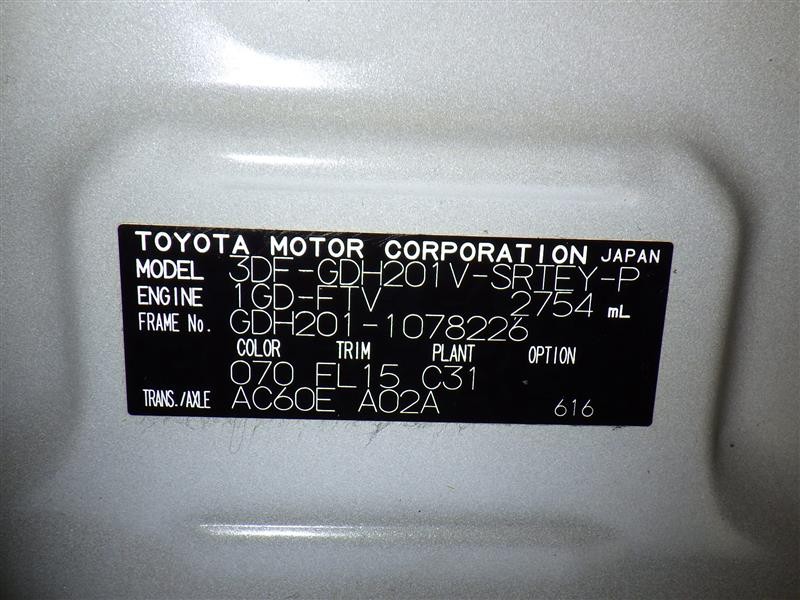 TOYOTA MOTOR CORPORATION JAPAN
MODEL 3DF-GDH201V-SRTEY-P
ENGINE 1GD-FTV 2754 mL
FRAME No. GDH201-1078226
COLOR TRIM PLANT OPTION
070 FL15 C31
TRANS./AXLE AC60E A02A 616